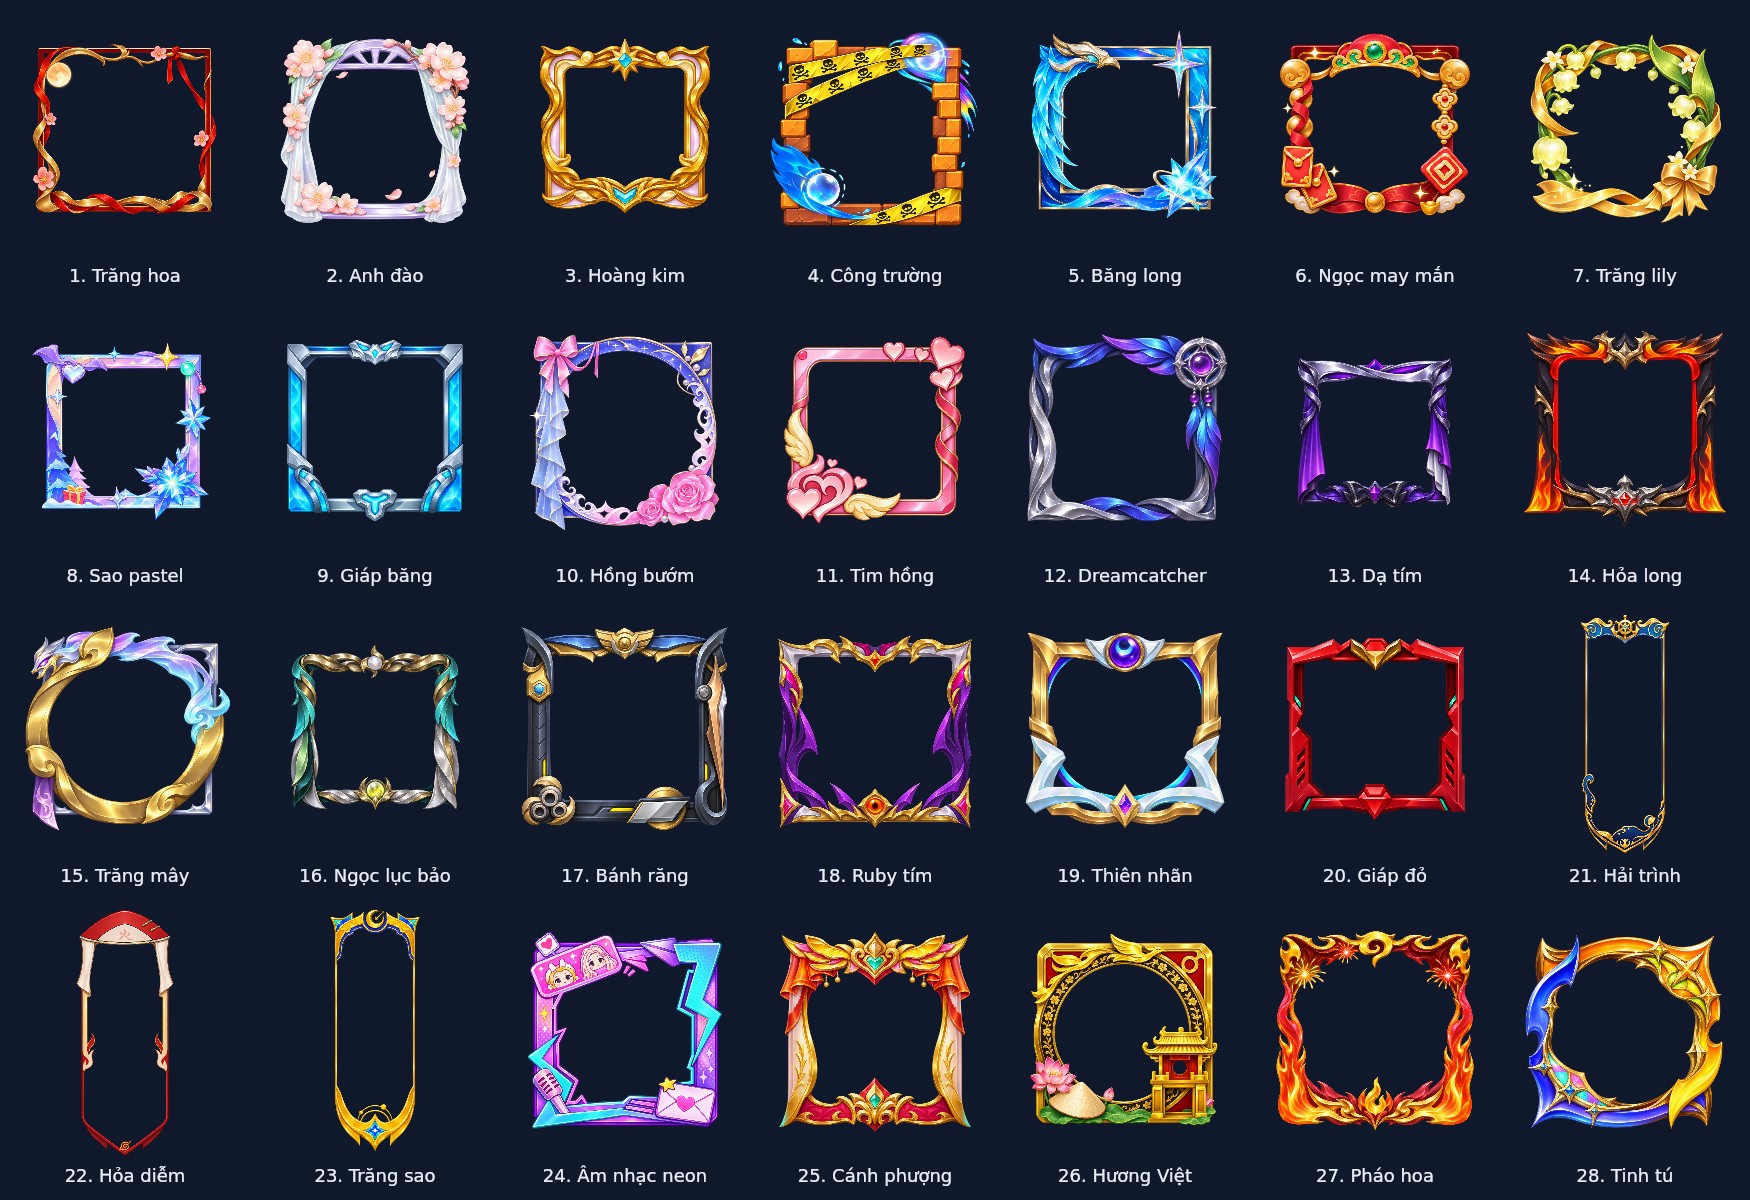 1. Trăng hoa
2. Anh đào
3. Hoàng kim
4. Công trường
5. Băng long
6. Ngọc may mắn
7. Trăng lily
8. Sao pastel
9. Giáp băng
10. Hồng bướm
11. Tim hồng
12. Dreamcatcher
13. Dạ tím
14. Hỏa long
15. Trăng mây
16. Ngọc lục bảo
17. Bánh răng
18. Ruby tím
19. Thiên nhãn
20. Giáp đỏ
21. Hải trình
22. Hỏa diễm
23. Trăng sao
24. Âm nhạc neon
25. Cánh phượng
26. Hương Việt
27. Pháo hoa
28. Tinh tú